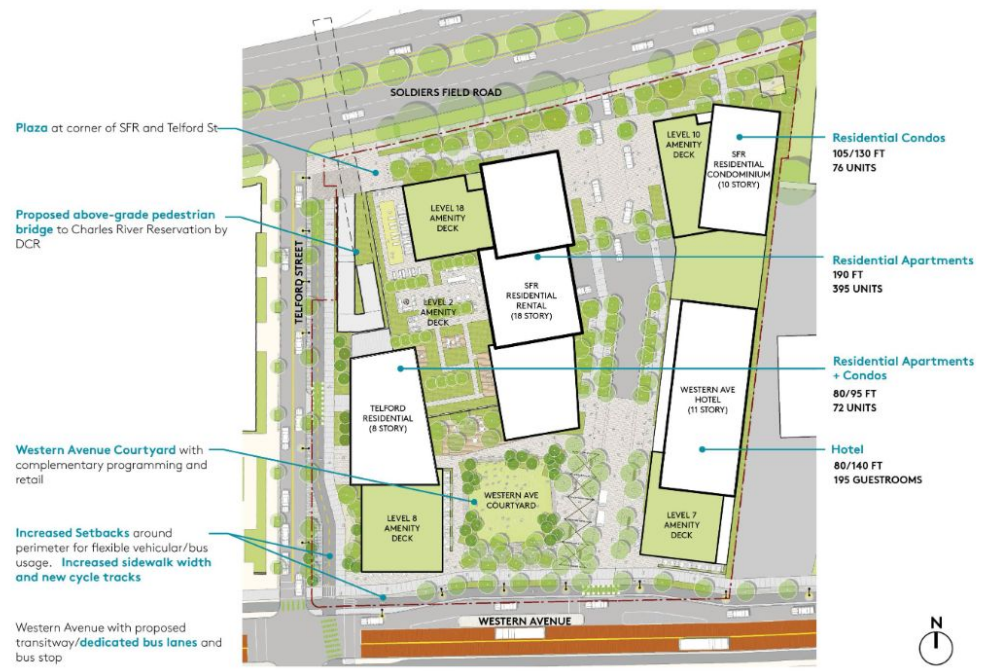 SOLDIERS FIELD ROAD
Plaza at corner of SFR and Telford St
Proposed above-grade pedestrian
bridge to Charles River Reservation by
DCR
Western Avenue Courtyard with
complementary programming and
retail
Increased Setbacks around
perimeter for flexible vehicular/bus
usage. Increased sidewalk width
and new cycle tracks
Western Avenue with proposed
transitway/dedicated bus lanes and
bus stop
TELFORD STREET
LEVEL 18
AMENITY
DECK
LEVEL 2
AMENITY
DECK
SFR
RESIDENTIAL
RENTAL
(18 STORY)
TELFORD
RESIDENTIAL
(8 STORY)
LEVEL 8
AMENITY
DECK
WESTERN AVE
COURTYARD
LEVEL 10
AMENITY
DECK
SFR
RESIDENTIAL
CONDOMINIUM
(10 STORY)
WESTERN AVE
HOTEL
(11 STORY)
LEVEL 7
AMENITY
DECK
WESTERN AVENUE
Residential Condos
105/130 FT
76 UNITS
Residential Apartments
190 FT
395 UNITS
Residential Apartments
+ Condos
80/95 FT
72 UNITS
Hotel
80/140 FT
195 GUESTROOMS
N